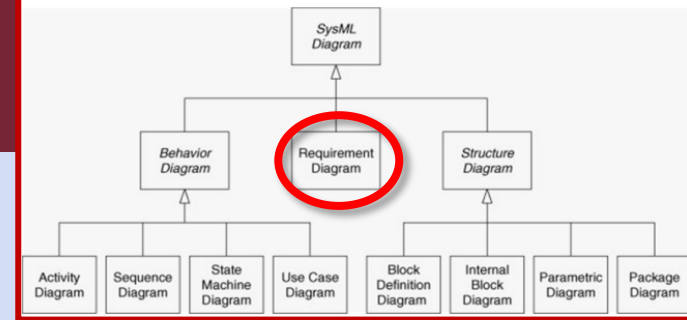 SysML
Diagram
Behavior
Diagram
Requirement
Diagram
Structure
Diagram
Activity
Diagram
Sequence
Diagram
State
Machine
Diagram
Use Case
Diagram
Block
Definition
Diagram
Internal
Block
Diagram
Parametric
Diagram
Package
Diagram